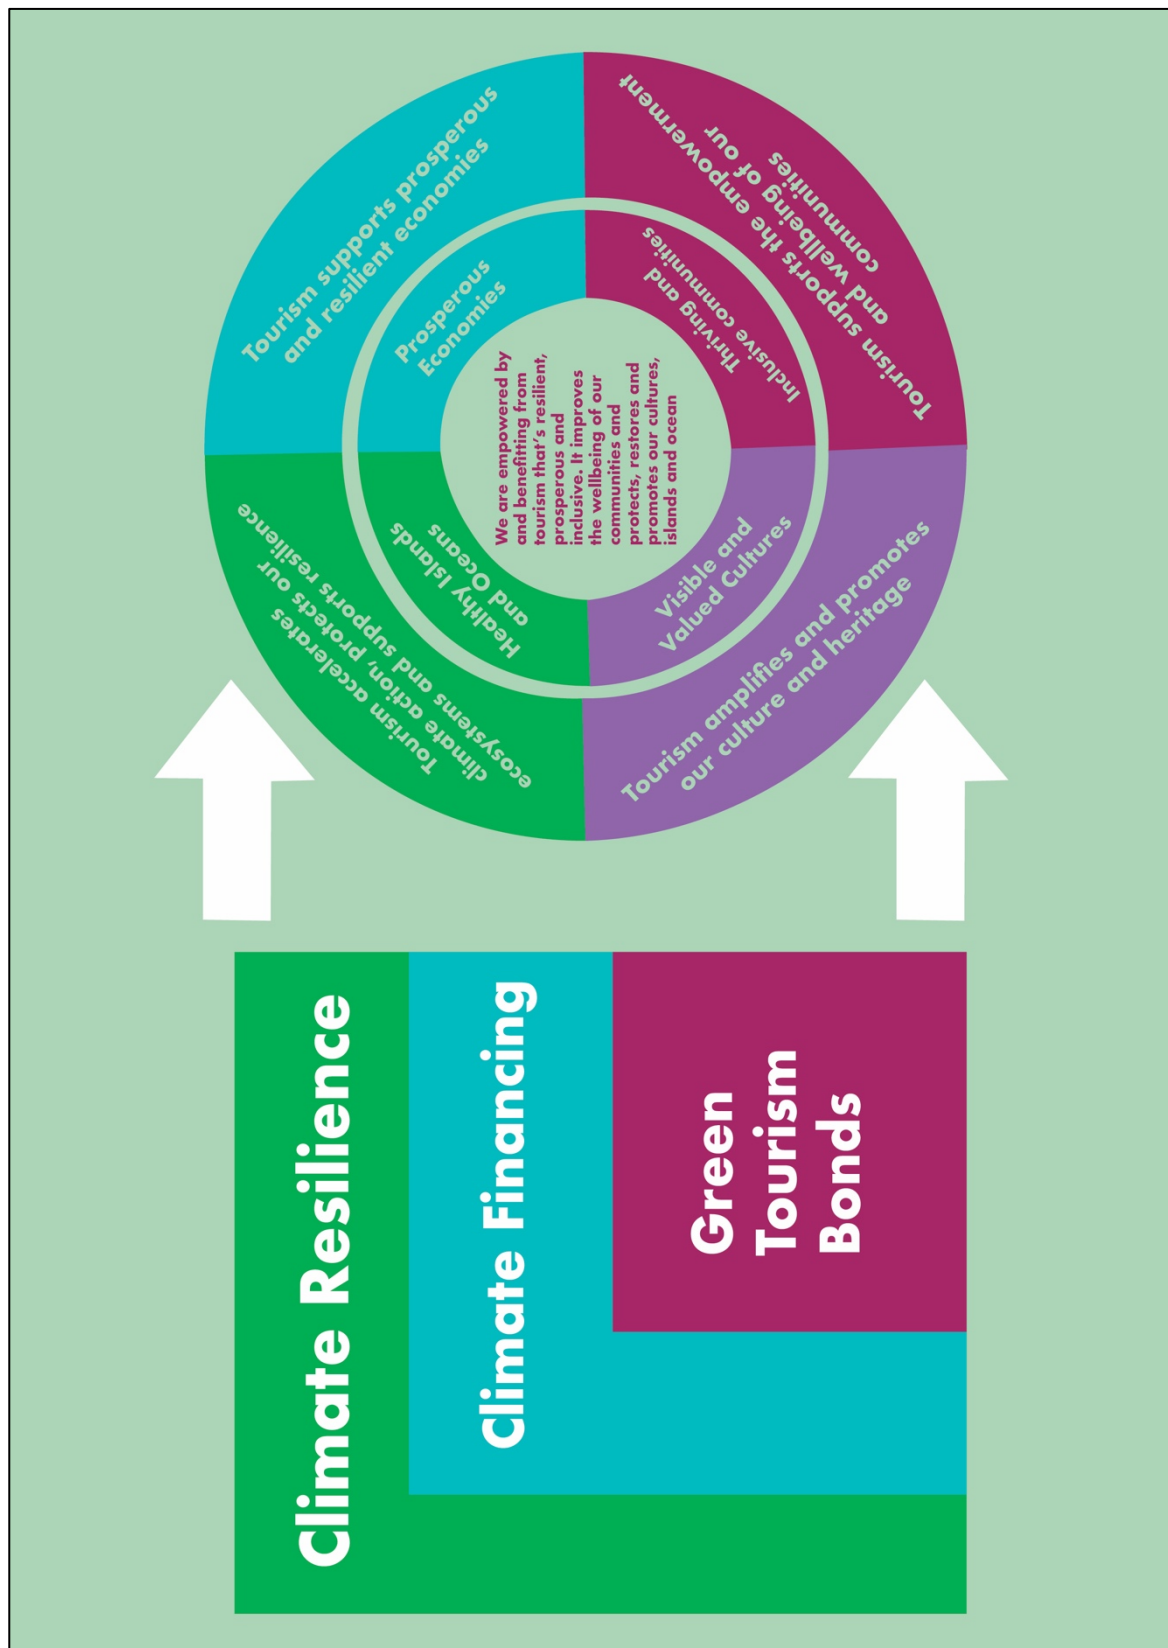 Climate Resilience
Climate Financing
Green
Tourism
Bonds
Tourism accelerates
climate action, protects our
ecosystems and supports resilience
Tourism supports prosperous
and resilient economies
Tourism supports the empowerment
and wellbeing of our
communities
Tourism amplifies and promotes
our culture and heritage
Healthy Islands
and Oceans
Prosperous
Economies
Thriving and
Inclusive communities
Visible and
Valued Cultures
We are empowered by
and benefitting from
tourism that's resilient,
prosperous and
inclusive. It improves
the wellbeing of our
communities and
protects, restores and
promotes our cultures,
islands and ocean